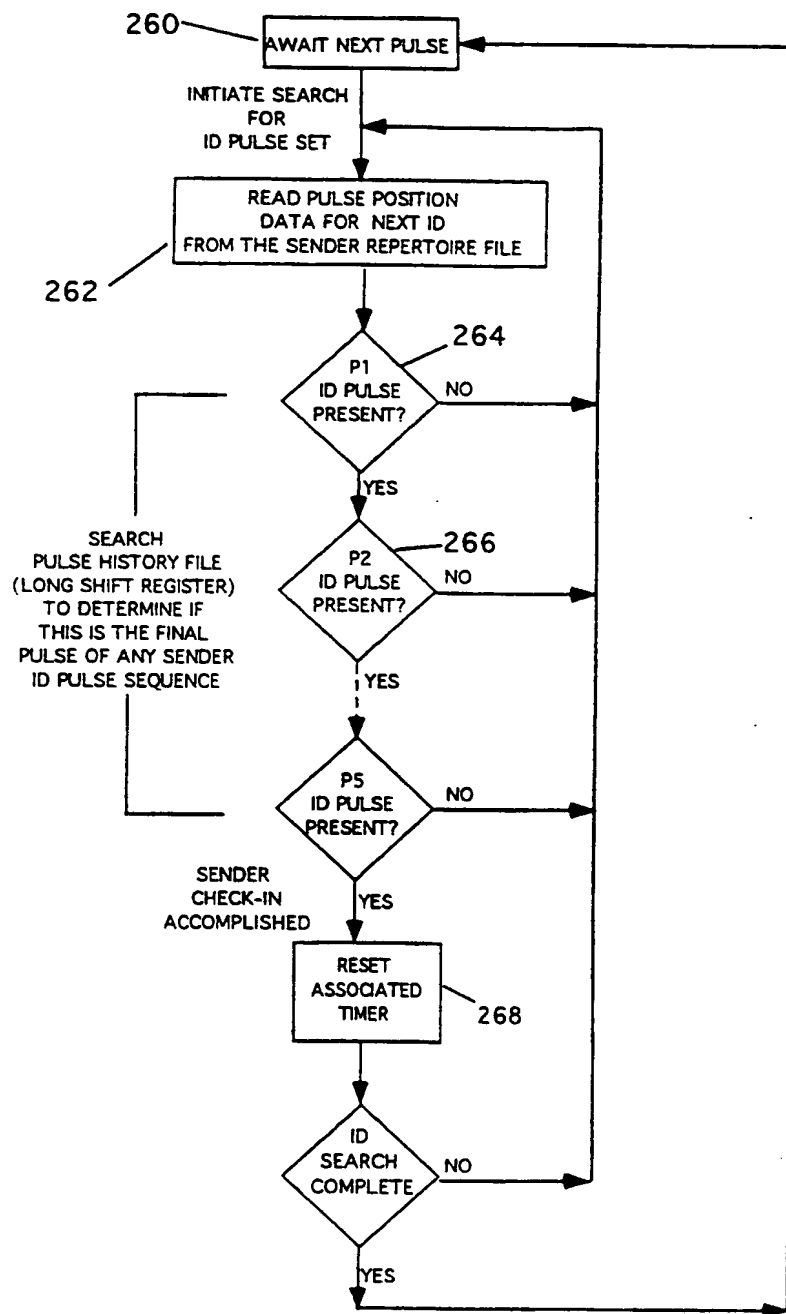 260
AWAIT NEXT PULSE
INITIATE SEARCH
FOR
ID PULSE SET
READ PULSE POSITION
DATA FOR NEXT ID
FROM THE SENDER REPERTOIRE FILE
262
264
P1
ID PULSE
PRESENT?
NO
YES
SEARCH
PULSE HISTORY FILE
(LONG SHIFT REGISTER)
TO DETERMINE IF
THIS IS THE FINAL
PULSE OF ANY SENDER
ID PULSE SEQUENCE
266
P2
ID PULSE
PRESENT?
NO
YES
P5
ID PULSE
PRESENT?
NO
SENDER
CHECK-IN
ACCOMPLISHED
YES
RESET
ASSOCIATED
TIMER
268
ID
SEARCH
COMPLETE
NO
YES